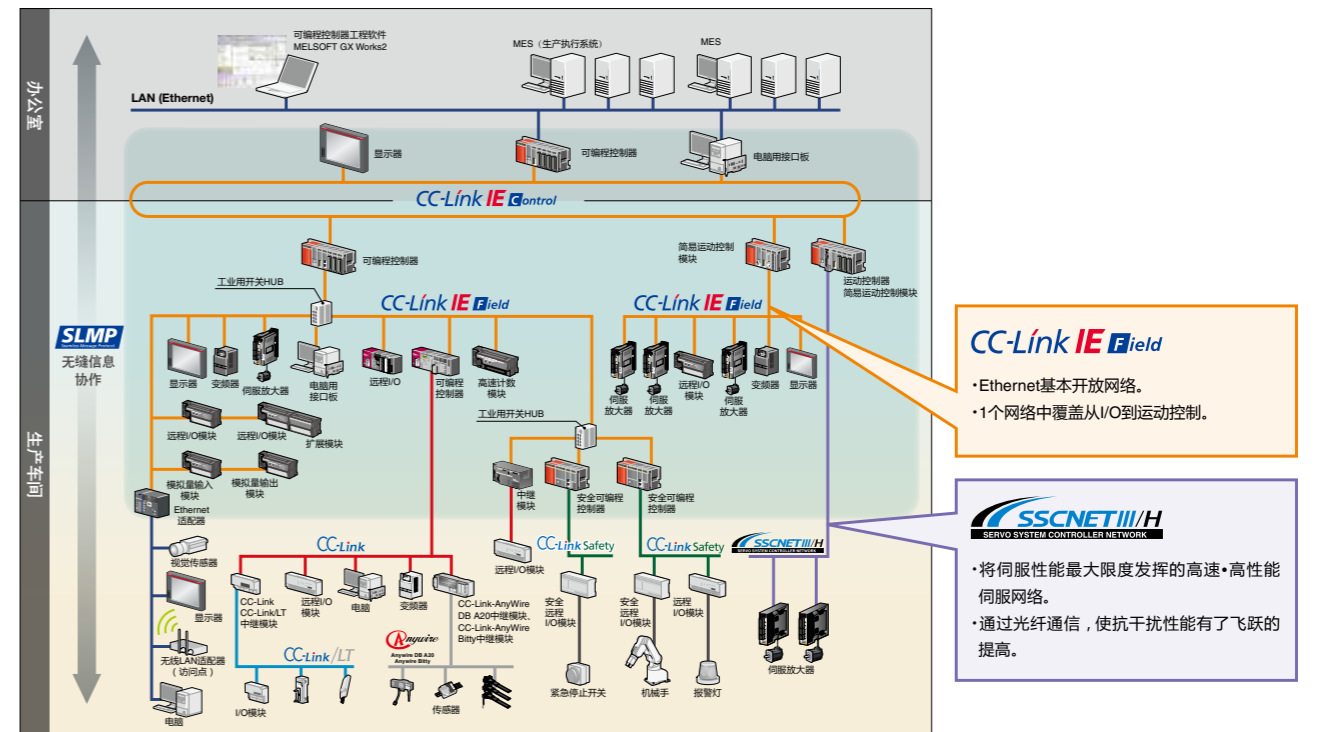 可编程控制器工程软件
MELSOFT GX Works2
MES（生产执行系统）
MES
办公室
LAN (Ethernet)
显示器
可编程控制器
电脑用接口板
CC-Link IE Control
可编程控制器
简易运动控制
模块
运动控制器
简易运动控制模块
工业用开关HUB
CC-Link IE Field
CC-Link IE Field
SLMP
无缝信息
协作
生产车间
显示器
变频器
伺服放大器
电脑用
接口板
远程I/O
可编程
控制器
高速计数
模块
伺服
放大器
伺服
放大器
远程I/O
模块
伺服
放大器
变频器
显示器
远程I/O模块
远程I/O模块
扩展模块
工业用开关HUB
模拟量输入
模块
模拟量输出
模块
中继
模块
安全可编程
控制器
安全可编程
控制器
Ethernet
适配器
视觉传感器
CC-Link
远程I/O模块
CC-Link Safety
CC-Link Safety
SSCNETIII/H
SERVO SYSTEM CONTROLLER NETWORK
显示器
CC-Link
CC-Link/LT
中继模块
远程I/O
模块
电脑
变频器
CC-Link-AnyWire
DB A20中继模块、
CC-Link-AnyWire
Bitty中继模块
安全
远程
I/O模块
安全
远程
I/O模块
远程
I/O模块
无线LAN适配器
（访问点）
CC-Link/LT
Anywire
Anywire DB A20
Anywire Bitty
伺服放大器
电脑
I/O模块
传感器
紧急停止开关
机械手
报警灯
CC-Link IE Field
・Ethernet基本开放网络。
・1个网络中覆盖从I/O到运动控制。
SSCNETIII/H
SERVO SYSTEM CONTROLLER NETWORK
・将伺服性能最大限度发挥的高速•高性能
伺服网络。
・通过光纤通信，使抗干扰性能有了飞跃的
提高。